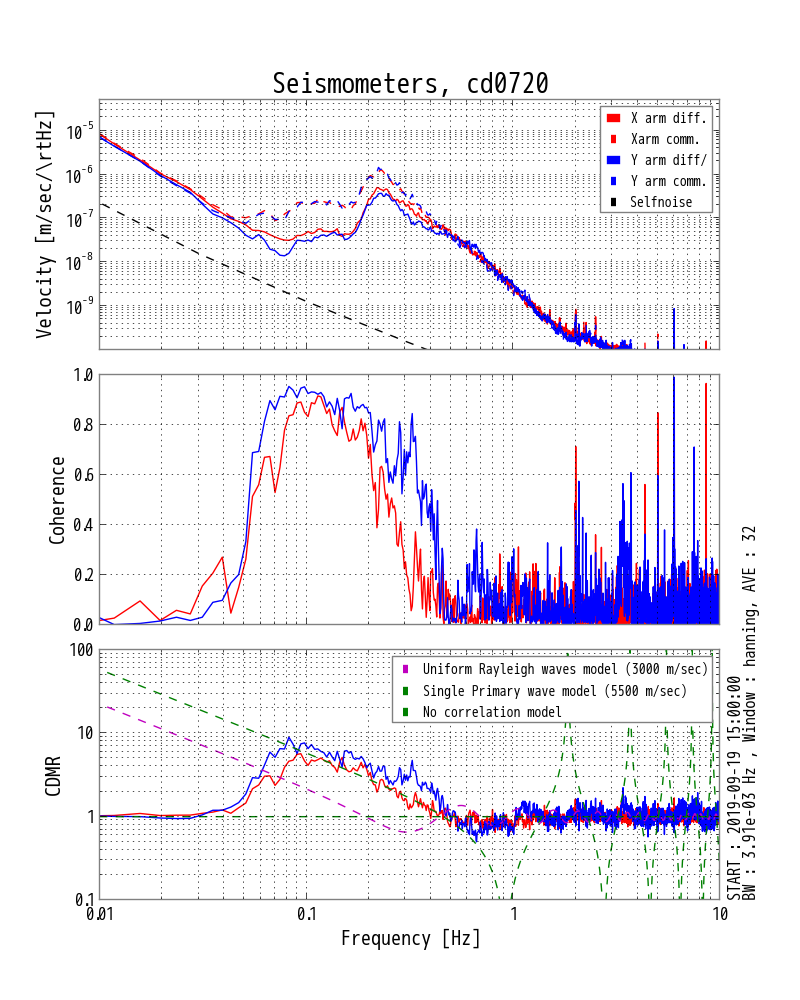 Seismometers, cd0720
Velocity [m/sec/\rtHz]
10^-5
10^-6
10^-7
10^-8
10^-9
X arm diff.
Xarm comm.
Y arm diff/
Y arm comm.
Selfnoise
Coherence
1.0
0.8
0.6
0.4
0.2
0.0
CDMR
100
10
1
0.1
Uniform Rayleigh waves model (3000 m/sec)
Single Primary wave model (5500 m/sec)
No correlation model
0.01 0.1 1 10
Frequency [Hz]
START : 2019-09-19 15:00:00
BW : 3.91e-03 Hz , Window : hanning, AVE : 32